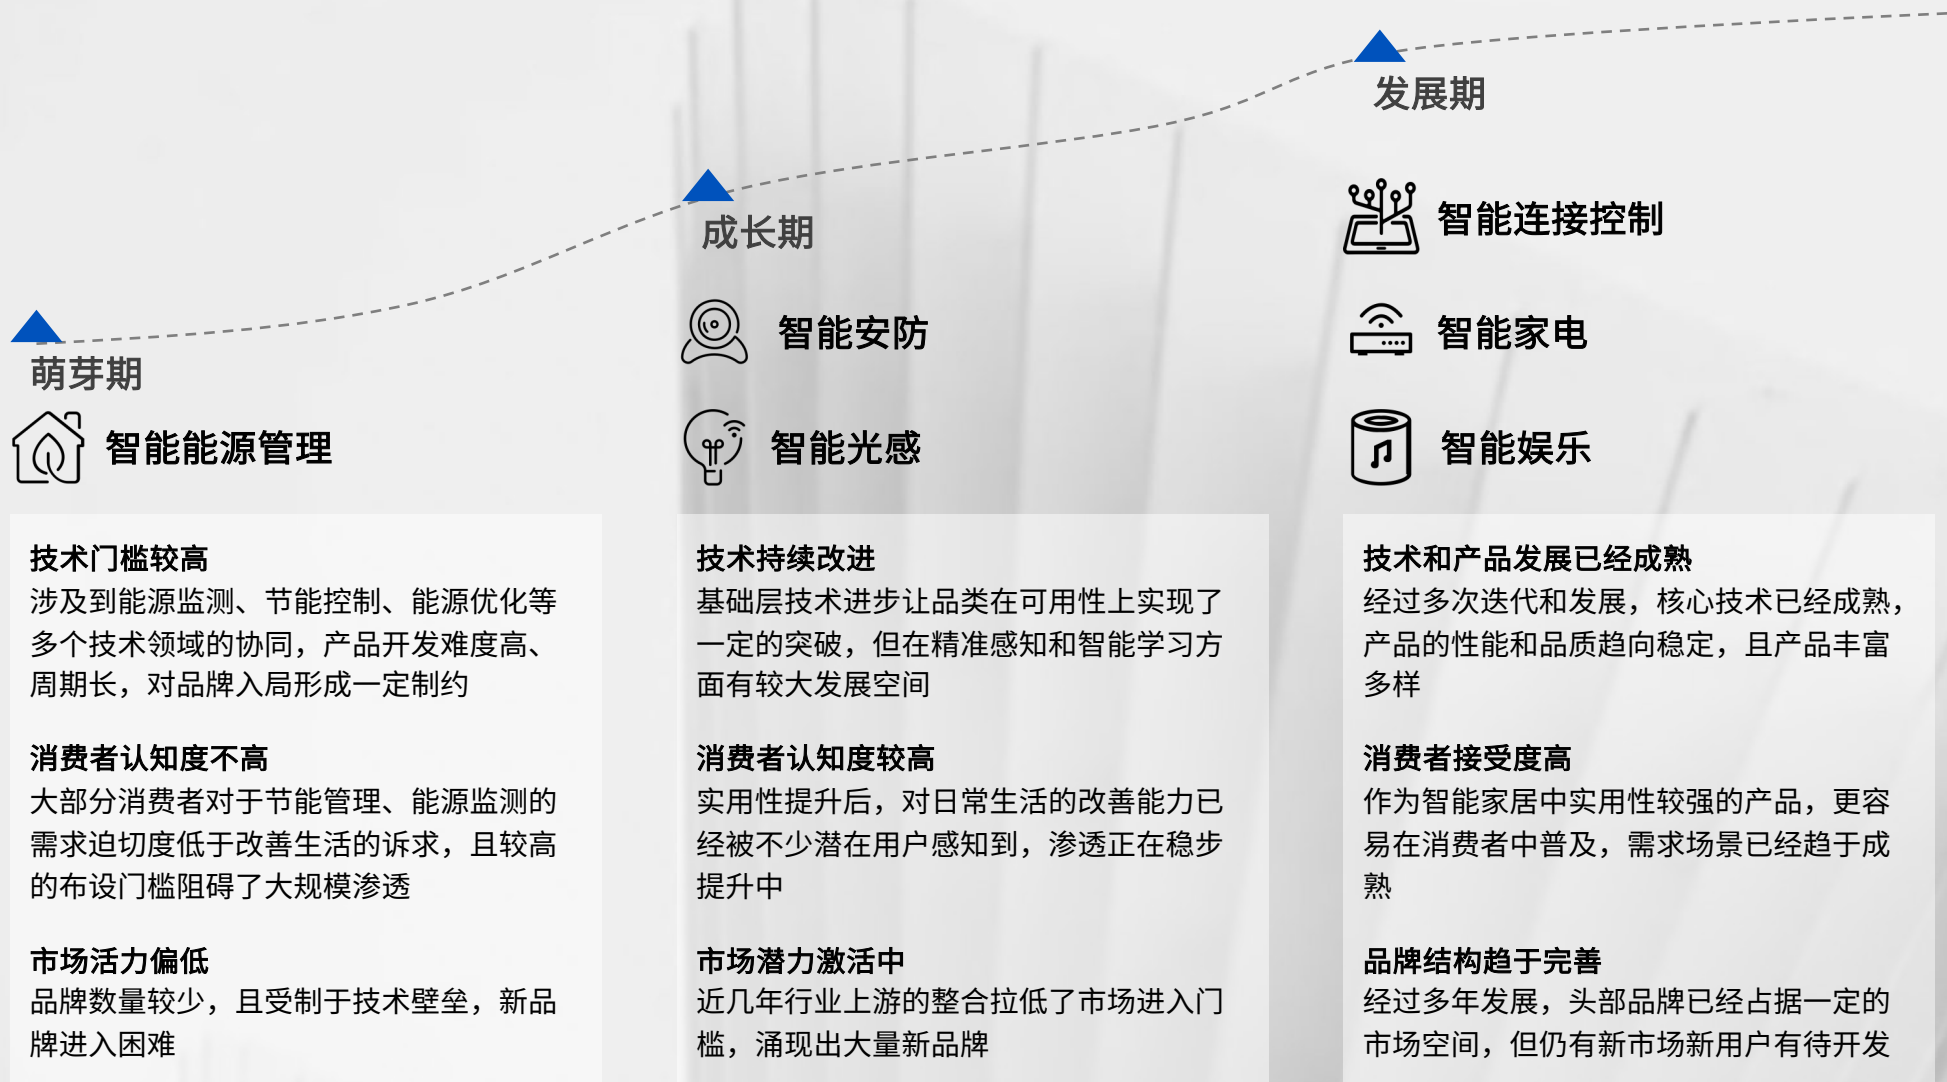 萌芽期
智能能源管理
技术门槛较高
涉及到能源监测、节能控制、能源优化等
多个技术领域的协同，产品开发难度高、
周期长，对品牌入局形成一定制约
消费者认知度不高
大部分消费者对于节能管理、能源监测的
需求迫切度低于改善生活的诉求，且较高
的布设门槛阻碍了大规模渗透
市场活力偏低
品牌数量较少，且受制于技术壁垒，新品
牌进入困难
成长期
智能安防
智能光感
技术持续改进
基础层技术进步让品类在可用性上实现了
一定的突破，但在精准感知和智能学习方
面有较大发展空间
消费者认知度较高
实用性提升后，对日常生活的改善能力已
经被不少潜在用户感知到，渗透正在稳步
提升中
市场潜力激活中
近几年行业上游的整合拉低了市场进入门
槛，涌现出大量新品牌
发展期
智能连接控制
智能家电
智能娱乐
技术和产品发展已经成熟
经过多次迭代和发展，核心技术已经成熟，
产品的性能和品质趋向稳定，且产品丰富
多样
消费者接受度高
作为智能家居中实用性较强的产品，更容
易在消费者中普及，需求场景已经趋于成
熟
品牌结构趋于完善
经过多年发展，头部品牌已经占据一定的
市场空间，但仍有新市场新用户有待开发